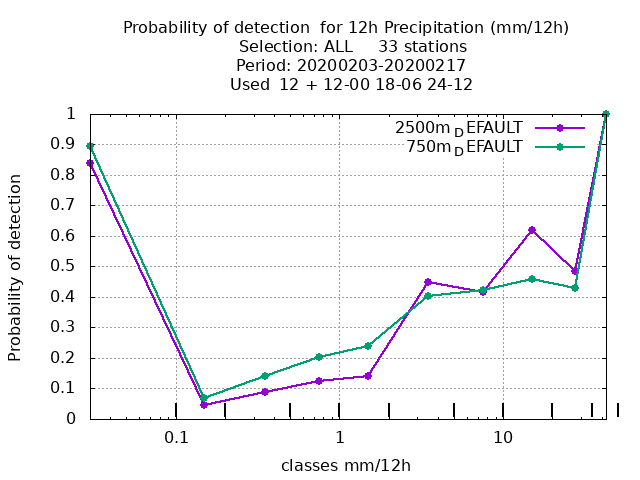 Probability of detection  for 12h Precipitation (mm/12h)
Selection: ALL     33 stations
Period: 20200203-20200217
Used  12 + 12-00 18-06 24-12
2500m_DEFAULT
750m_DEFAULT
1
0.9
0.8
0.7
0.6
0.5
0.4
0.3
0.2
0.1
0
Probability of detection
0.1 1 10
classes mm/12h